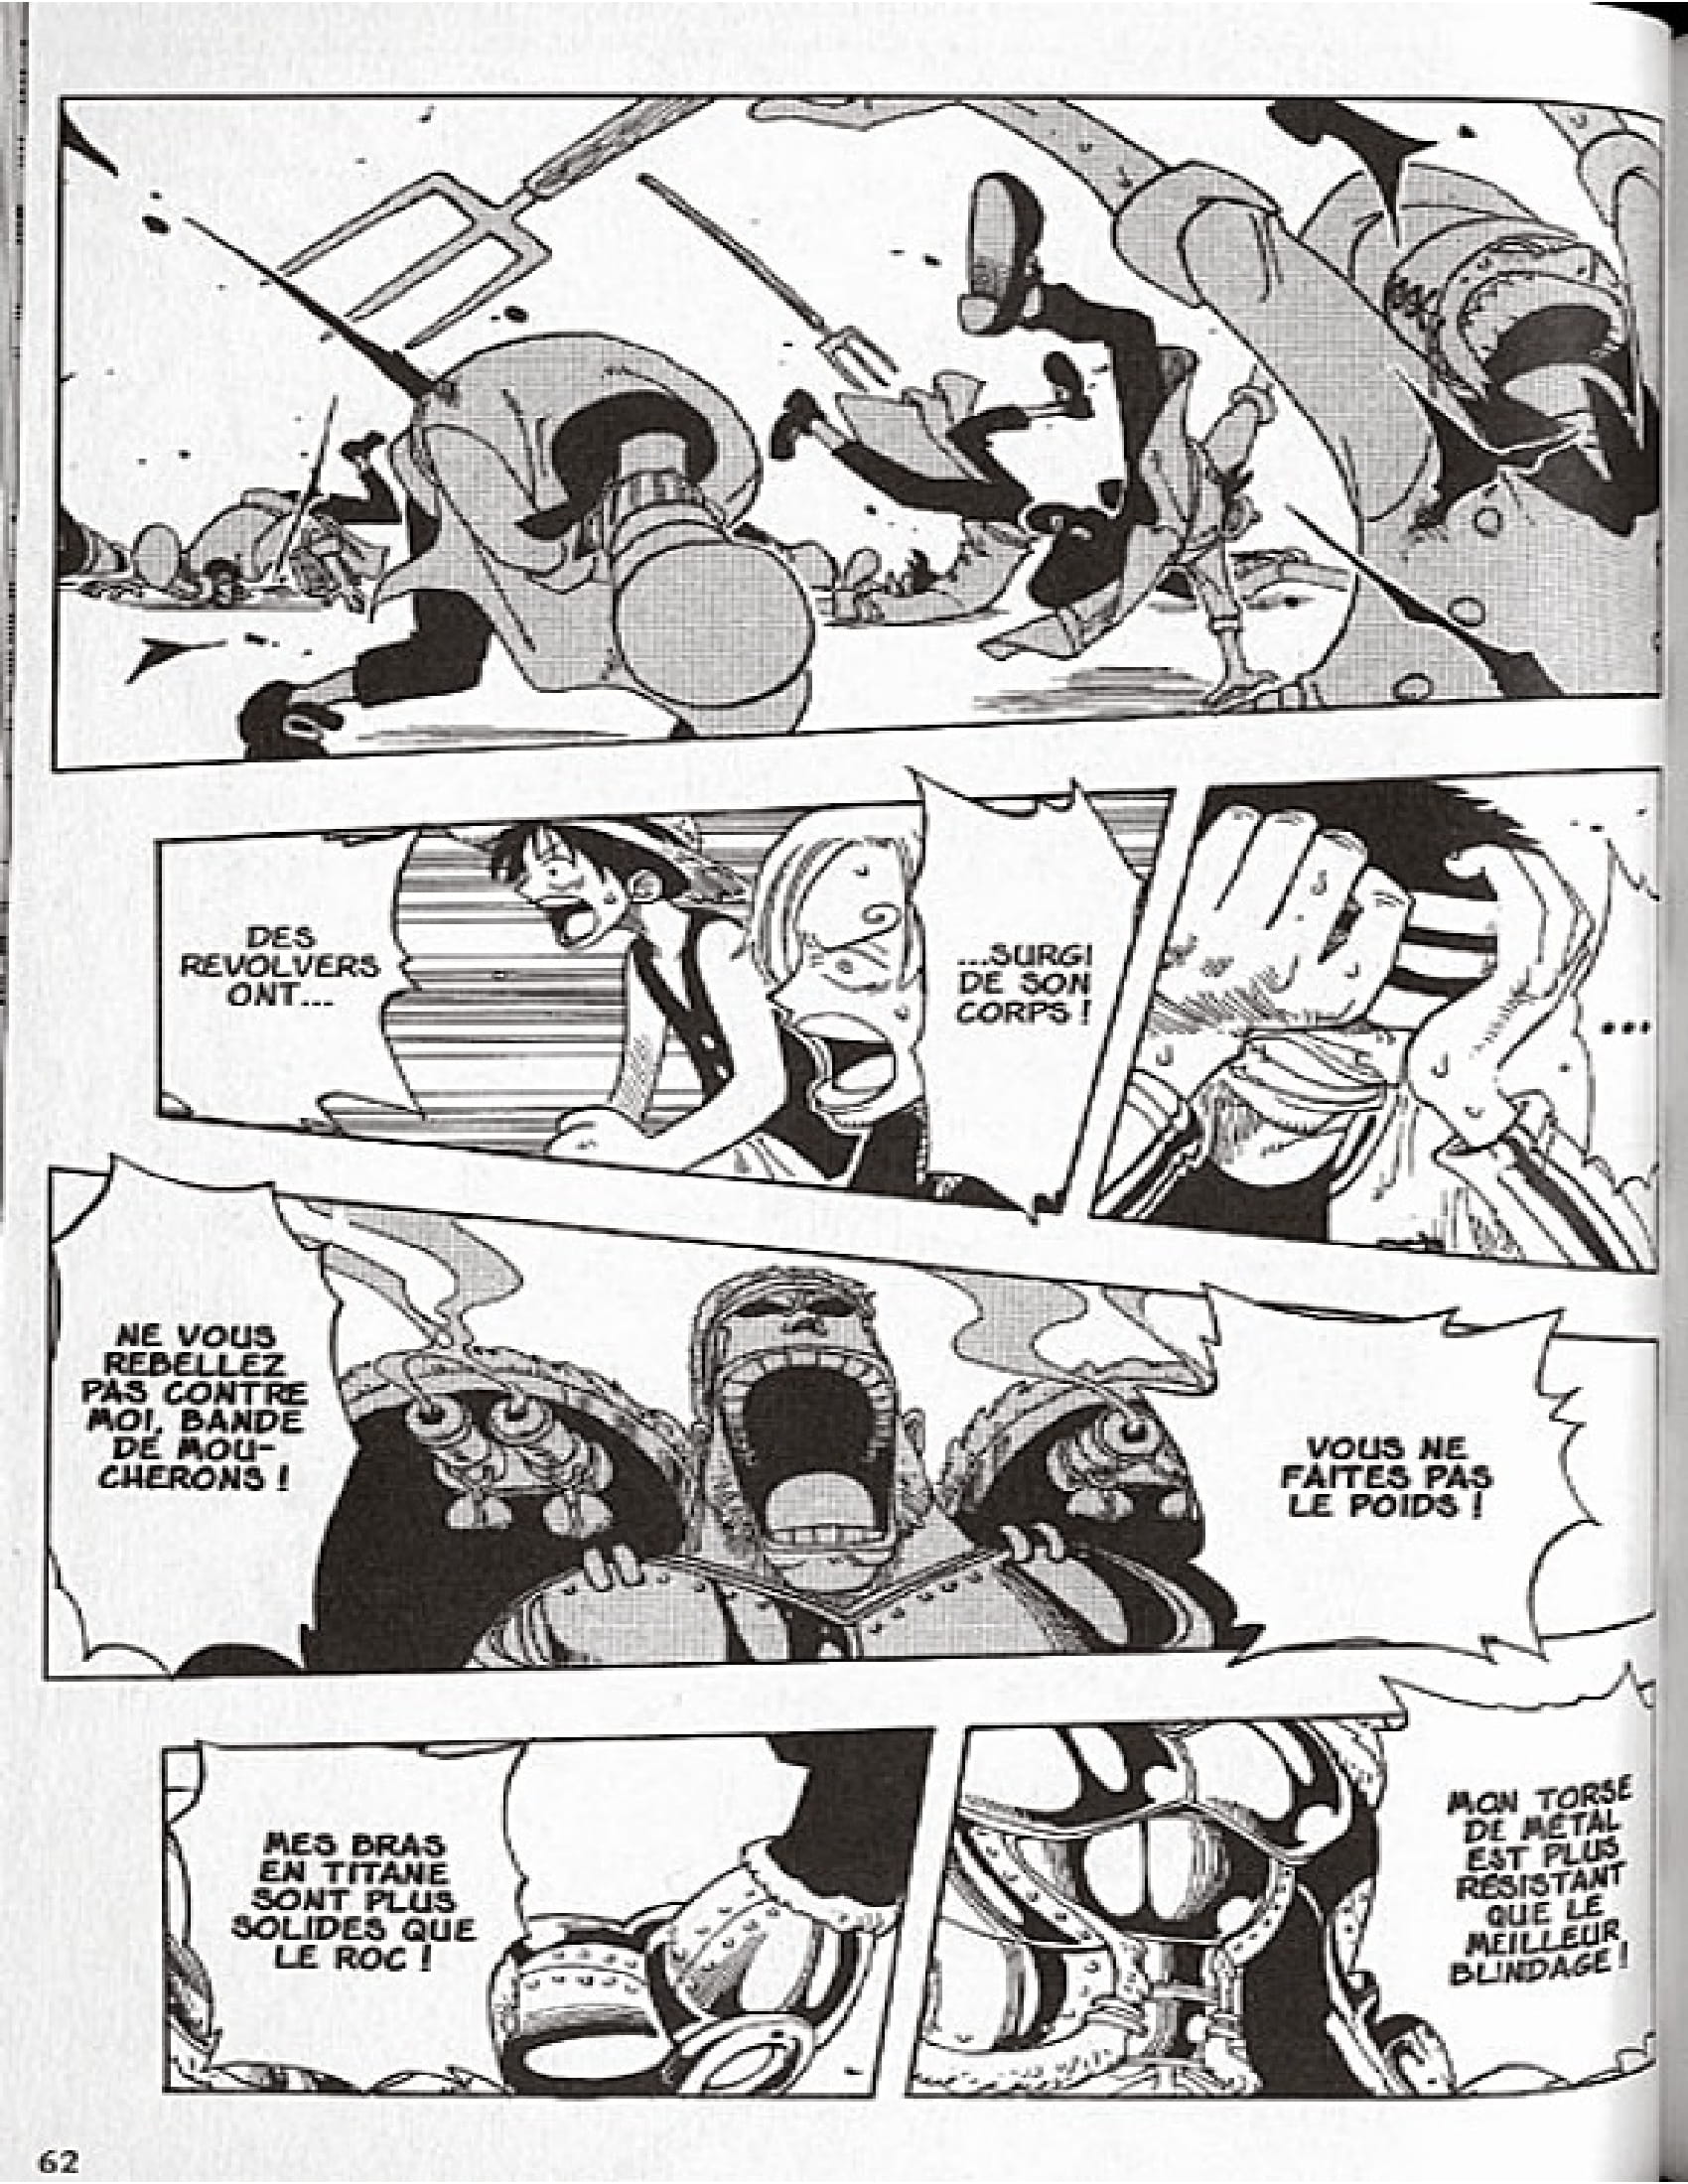 ...
DES
REVOLVERS
ONT...
...SURGI
DE SON
CORPS !
VOUS NE
FAITES PAS
LE POIDS !
NE VOUS
REBELLEZ
PAS CONTRE
MOI, BANDE
DE MOU-
CHERONS !
MON TORSE
DE MÉTAL
EST PLUS
RÉSISTANT
QUE LE
MEILLEUR
BLINDAGE !
MES BRAS
EN TITANE
SONT PLUS
SOLIDES QUE
LE ROC !
62